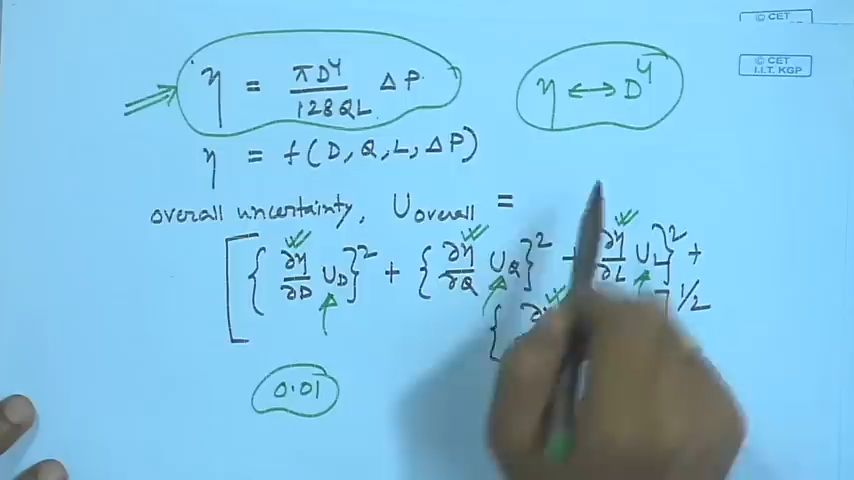 © CET
© CET
I.I.T. KGP
η = πD⁴ / 128QL ΔP
η ↔ D⁴
η = f(D, Q, L, ΔP)
overall uncertainty, U_overall =
[{∂η/∂D U_D}² + {∂η/∂Q U_Q}² + ∂η/∂L U_L}² +
{ ]^1/2
0.01